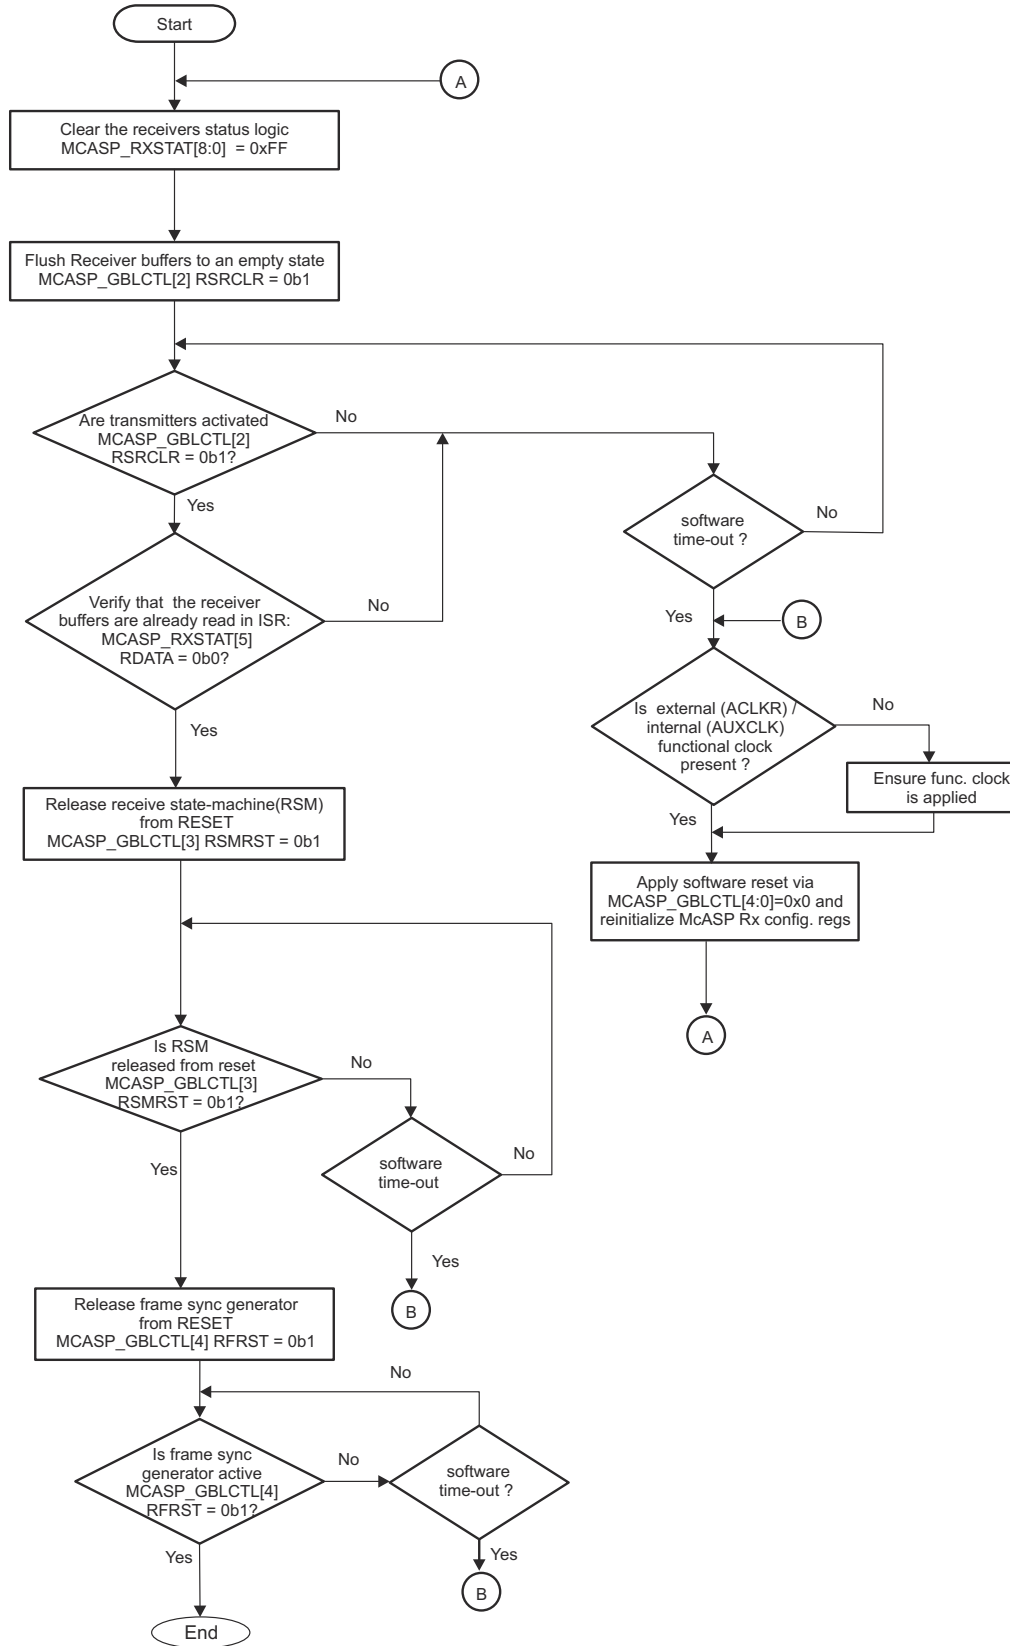 Start
A
Clear the receivers status logic
MCASP_RXSTAT[8:0] = 0xFF
Flush Receiver buffers to an empty state
MCASP_GBLCTL[2] RSRCLR = 0b1
Are transmitters activated
MCASP_GBLCTL[2]
RSRCLR = 0b1?
No
Yes
software
time-out ?
No
Yes
Verify that the receiver
buffers are already read in ISR:
MCASP_RXSTAT[5]
RDATA = 0b0?
No
Yes
B
Is external (ACLKR) /
internal (AUXCLK)
functional clock
present ?
No
Yes
Ensure func. clock
is applied
Release receive state-machine(RSM)
from RESET
MCASP_GBLCTL[3] RSMRST = 0b1
Apply software reset via
MCASP_GBLCTL[4:0]=0x0 and
reinitialize McASP Rx config. regs
A
Is RSM
released from reset
MCASP_GBLCTL[3]
RSMRST = 0b1?
No
Yes
software
time-out
No
Yes
B
Release frame sync generator
from RESET
MCASP_GBLCTL[4] RFRST = 0b1
No
Is frame sync
generator active
MCASP_GBLCTL[4]
RFRST = 0b1?
No
Yes
software
time-out ?
Yes
B
End